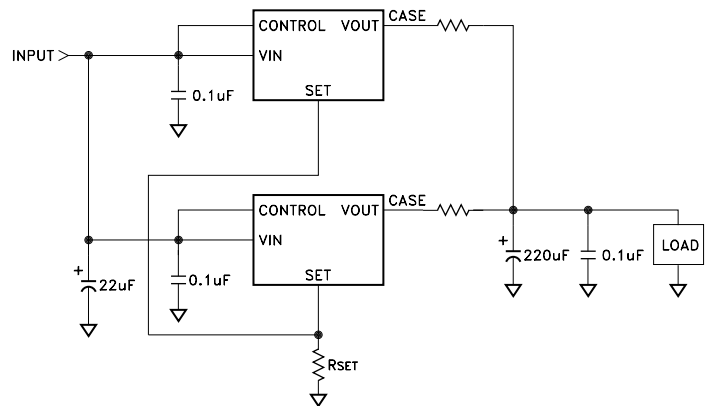 CONTROL VOUT CASE
INPUT VIN
0.1uF
SET
CONTROL VOUT CASE
VIN
SET
+ 22uF
0.1uF
+ 220uF
0.1uF
LOAD
RSET